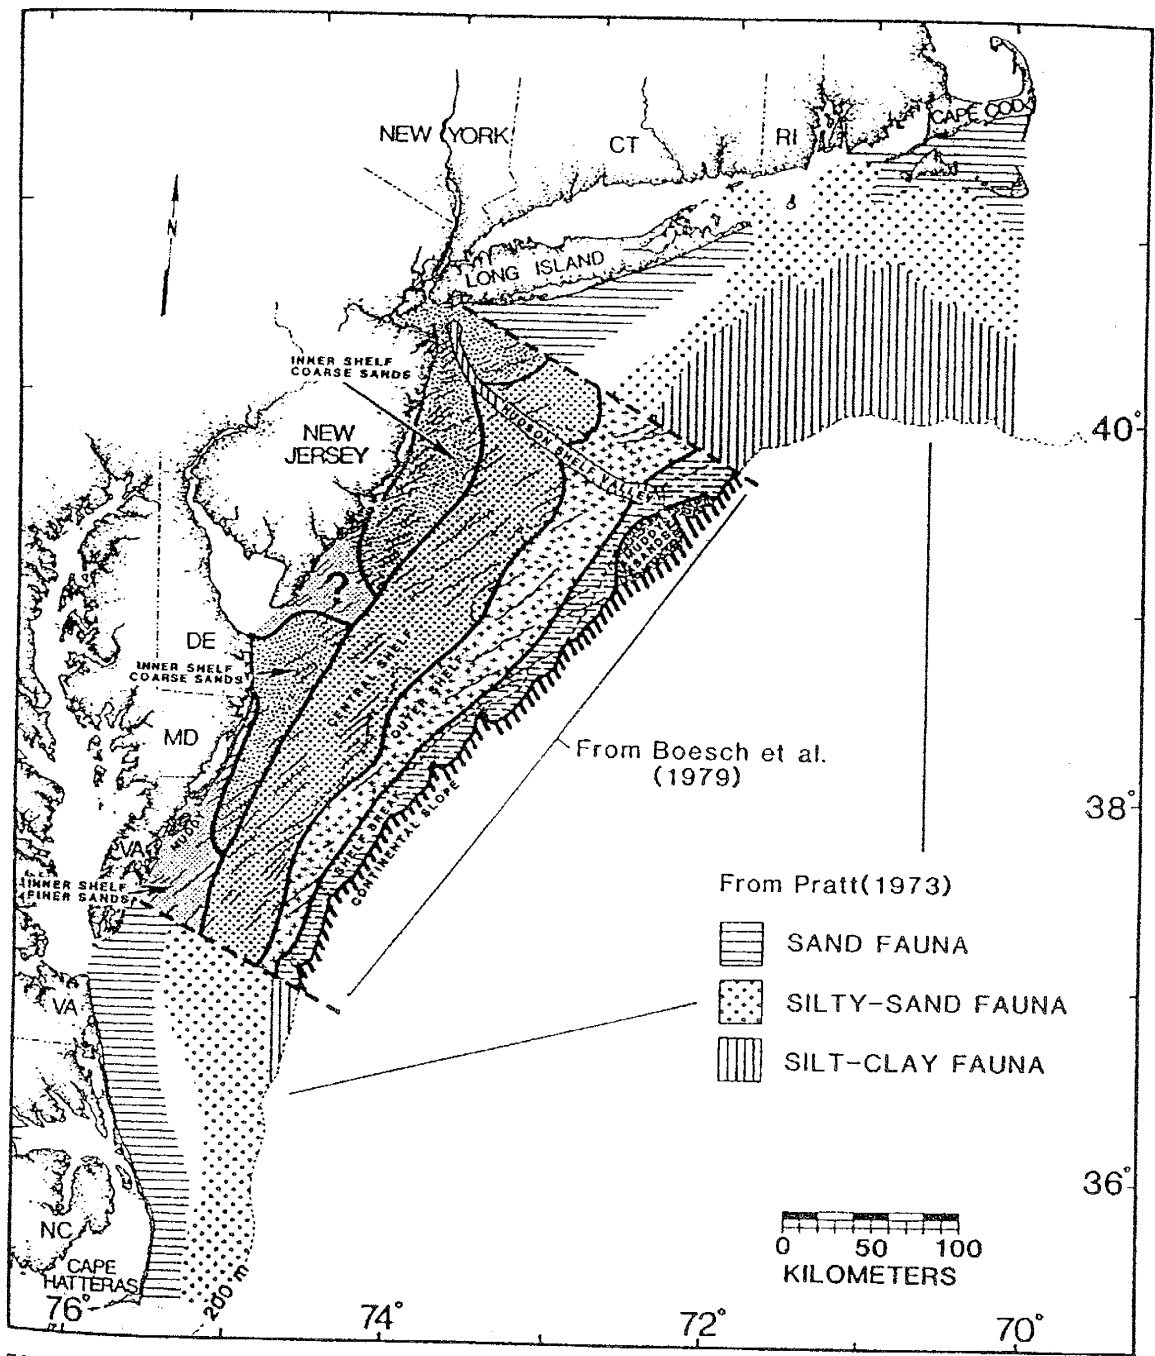 CAPE COD
NEW YORK
CT
RI
N
LONG ISLAND
INNER SHELF
COARSE SANDS
NEW
JERSEY
HUDSON SHELF VALLEY
40°
?
DE
INNER SHELF
COARSE SANDS
CENTRAL SHELF
OUTER SHELF
MD
From Boesch et al.
(1979)
SHELF BREAK
CONTINENTAL SLOPE
38°
MUDDY
VA
INNER SHELF
FINER SANDS
From Pratt(1973)
SAND FAUNA
VA
SILTY-SAND FAUNA
SILT-CLAY FAUNA
36°
NC
CAPE
HATTERAS
0 50 100
KILOMETERS
200 m
76° 74° 72° 70°